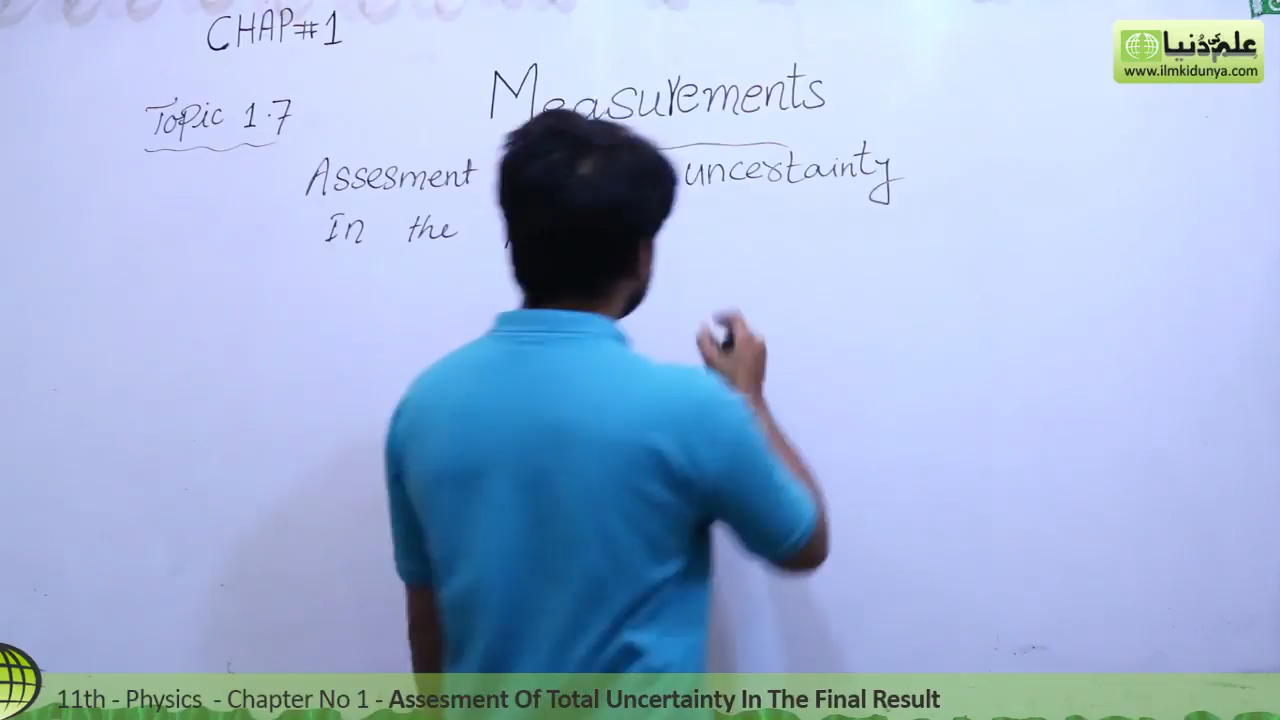 CHAP#1
علم کی دُنیا
www.ilmkidunya.com
Measurements
Topic 1.7
Assesment uncertainty
In the
11th - Physics - Chapter No 1 - Assesment Of Total Uncertainty In The Final Result